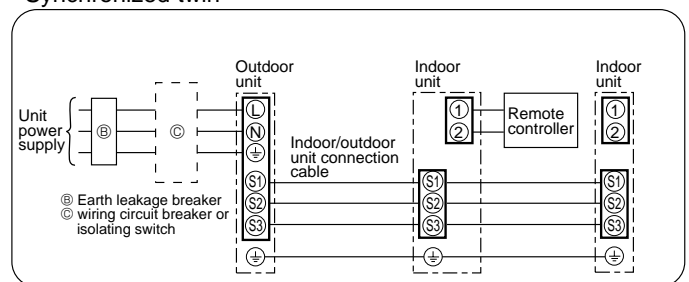 Synchronized twin
Outdoor unit
Indoor unit
Indoor unit
Unit power supply
Ⓑ
Ⓒ
L
N
⏚
S1
S2
S3
⏚
Indoor/outdoor unit connection cable
1
2
Remote controller
S1
S2
S3
⏚
1
2
S1
S2
S3
⏚
Ⓑ Earth leakage breaker
Ⓒ wiring circuit breaker or isolating switch